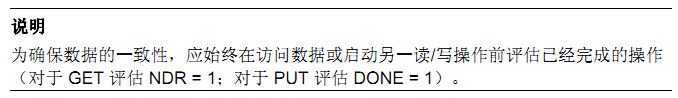 说明
为确保数据的一致性，应始终在访问数据或启动另一读/写操作前评估已经完成的操作
（对于 GET 评估 NDR = 1；对于 PUT 评估 DONE = 1）。